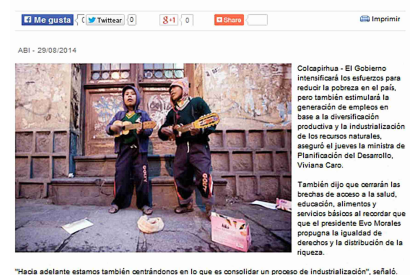 Me gusta
Twittear 0
g+1 0
Share
Imprimir
ABI - 29/08/2014
Colcapirhua - El Gobierno
intensificará los esfuerzos para
reducir la pobreza en el país,
pero también estimulará la
generación de empleos en
base a la diversificación
productiva y la industrialización
de los recursos naturales,
aseguró el jueves la ministra de
Planificación del Desarrollo,
Viviana Caro.
También dijo que cerrarán las
brechas de acceso a la salud,
educación, alimentos y
servicios básicos al recordar que
que el presidente Evo Morales
propugna la igualdad de
derechos y la distribución de la
riqueza.
"Hacia adelante estamos también centrándonos en lo que es consolidar un proceso de industrialización", señaló.